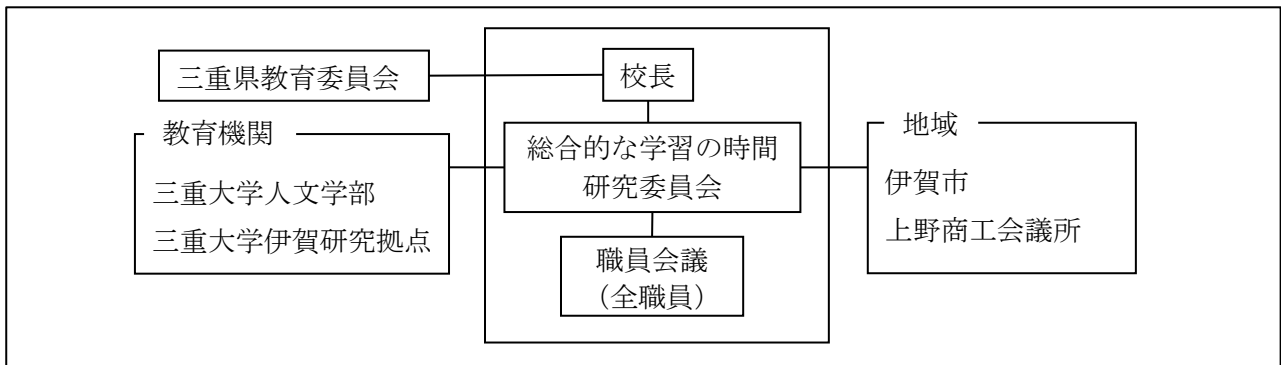 三重県教育委員会
校長
教育機関
三重大学人文学部
三重大学伊賀研究拠点
総合的な学習の時間
研究委員会
地域
伊賀市
上野商工会議所
職員会議
（全職員）